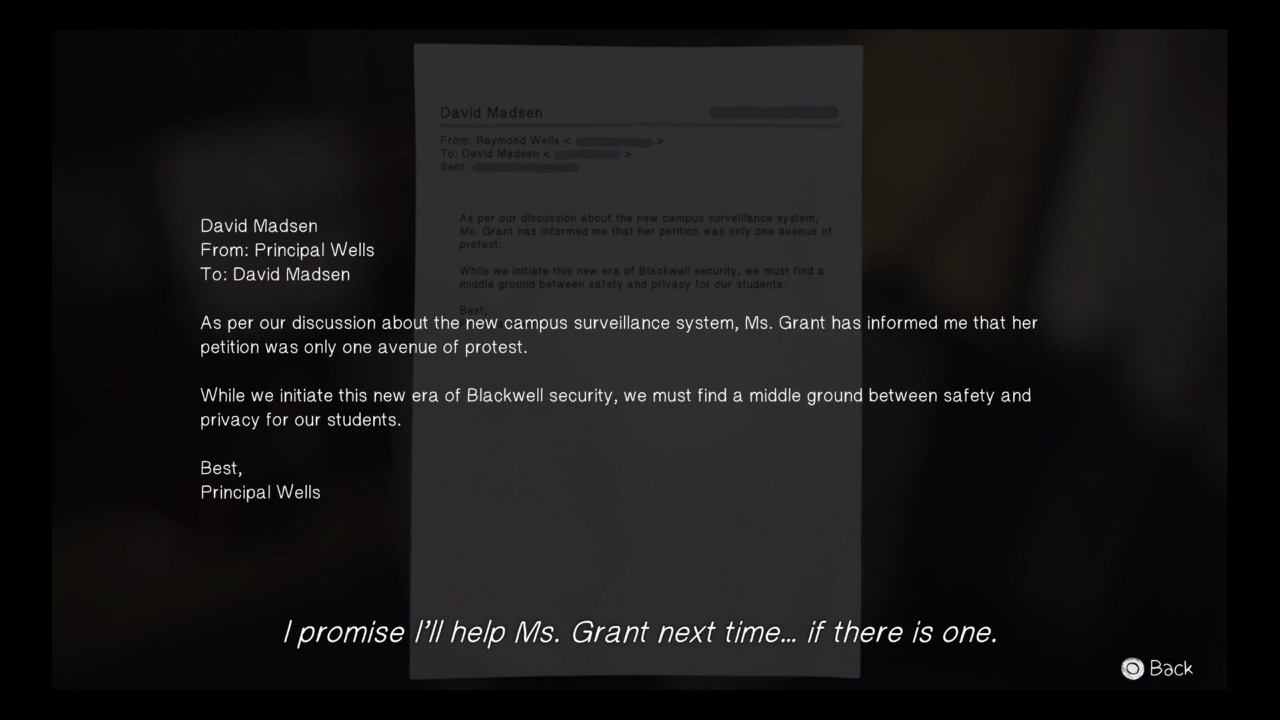 David Madsen
From: Raymond Wells < >
To: David Madsen < >
Sent:
As per our discussion about the new campus surveillance system,
Ms. Grant has informed me that her petition was only one avenue of
protest.
While we initiate this new era of Blackwell security, we must find a
middle ground between safety and privacy for our students.
Best,
David Madsen
From: Principal Wells
To: David Madsen
As per our discussion about the new campus surveillance system, Ms. Grant has informed me that her
petition was only one avenue of protest.
While we initiate this new era of Blackwell security, we must find a middle ground between safety and
privacy for our students.
Best,
Principal Wells
I promise I'll help Ms. Grant next time... if there is one.
Back